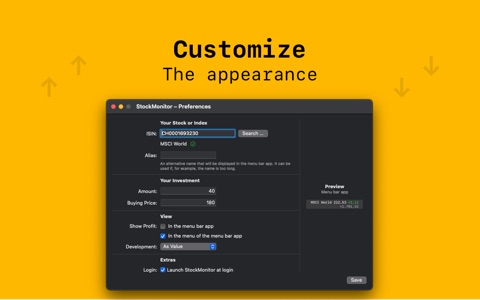 Customize
The appearance
StockMonitor – Preferences
Your Stock or Index
ISIN: CH0001693230 Search ...
MSCI World
Alias:
An alternative name that will be displayed in the menu bar app. It can be
used if, for example, the name is too long.
Your Investment
Amount: 40
Buying Price: 180
Preview
Menu bar app
MSCI World
View
Show Profit: In the menu bar app
In the menu of the menu bar app
Development: As Value
Extras
Login: Launch StockMonitor at login
Save